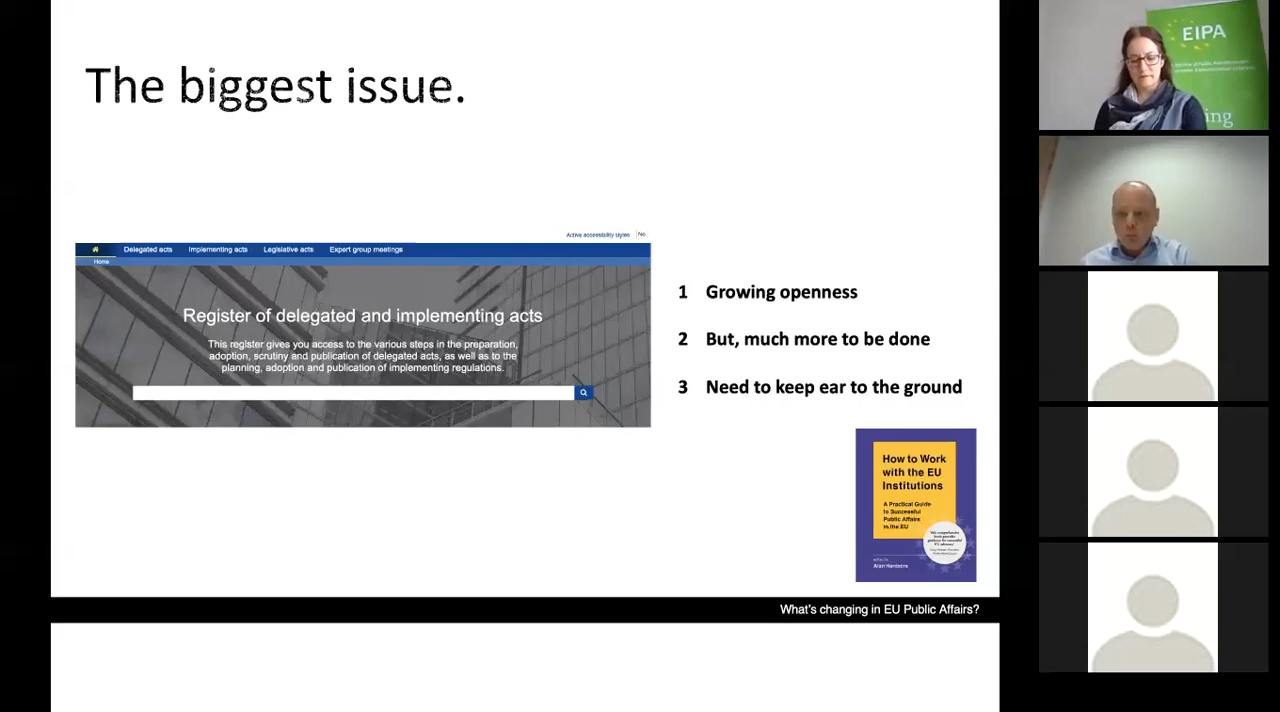 The biggest issue.
Active accessibility styles No
Delegated acts Implementing acts Legislative acts Expert group meetings
Home
Register of delegated and implementing acts
This register gives you access to the various steps in the preparation,
adoption, scrutiny and publication of delegated acts, as well as to the
planning, adoption and publication of implementing regulations.
1 Growing openness
2 But, much more to be done
3 Need to keep ear to the ground
How to Work
with the EU
Institutions
A Practical Guide
to Successful
Public Affairs
in the EU
Alan Hardacre
What's changing in EU Public Affairs?
EIPA
ing